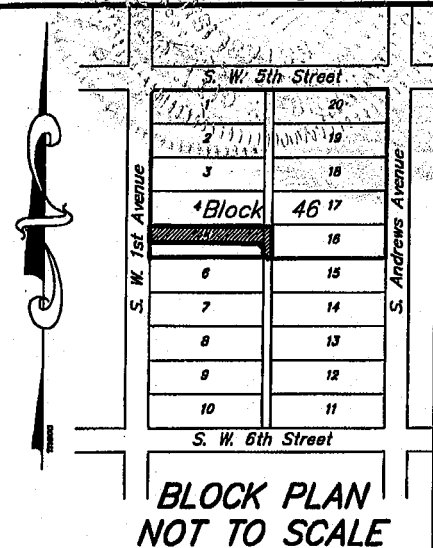 S. W. 5th Street
1 20
2 19
3 18
4 Block 46 17
16
6 15
7 14
8 13
9 12
10 11
S. W. 6th Street
S. W. 1st Avenue
S. Andrews Avenue
BLOCK PLAN
NOT TO SCALE